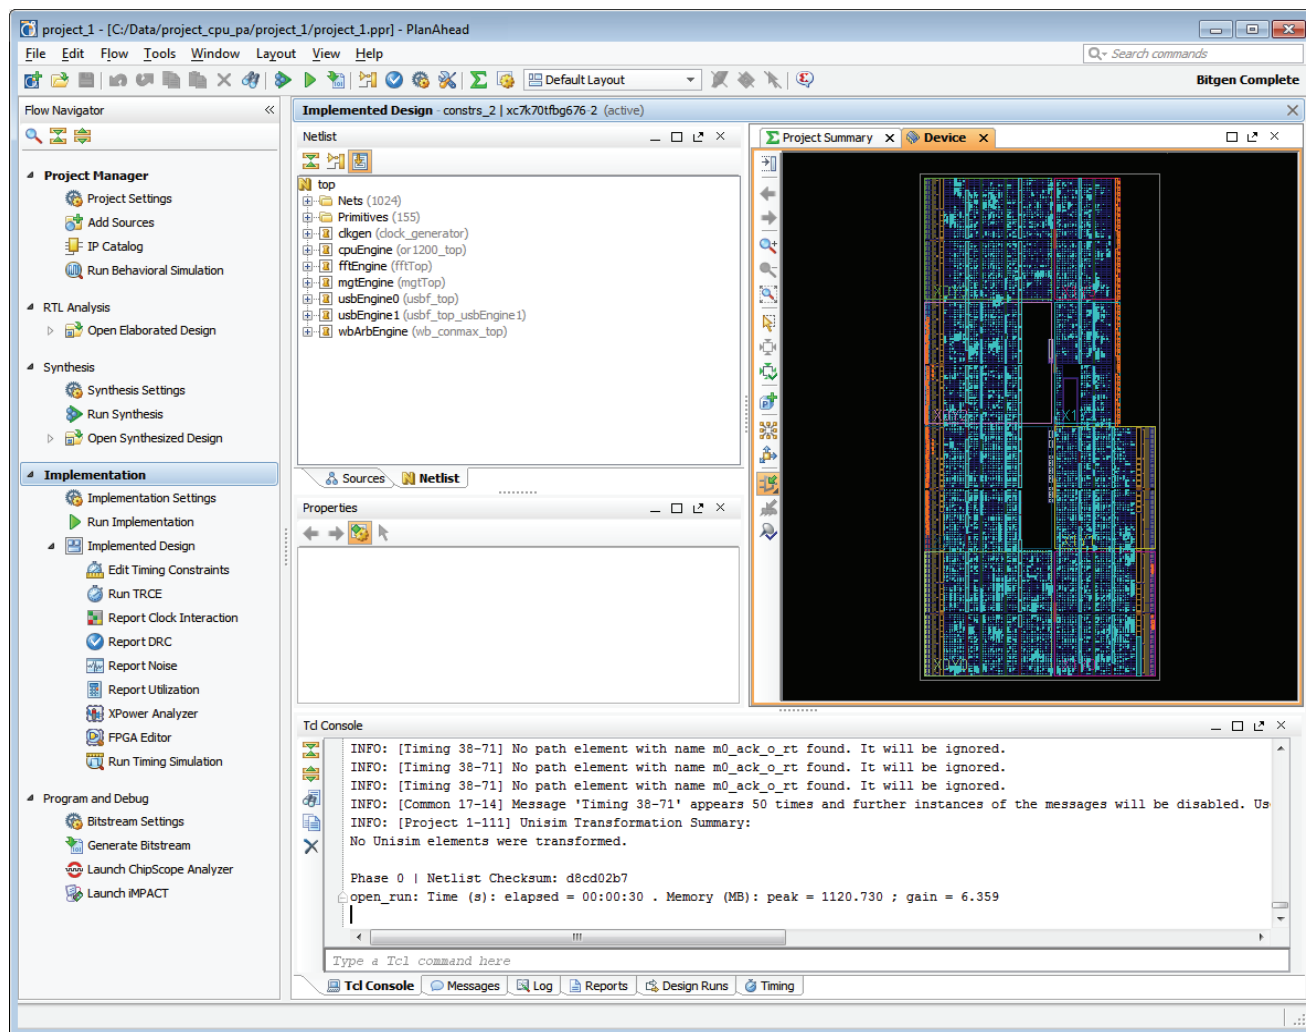 project_1 - [C:/Data/project_cpu_pa/project_1/project_1.ppr] - PlanAhead
File Edit Flow Tools Window Layout View Help
Search commands
Default Layout
Bitgen Complete
Flow Navigator
Project Manager
Project Settings
Add Sources
IP Catalog
Run Behavioral Simulation
RTL Analysis
Open Elaborated Design
Synthesis
Synthesis Settings
Run Synthesis
Open Synthesized Design
Implementation
Implementation Settings
Run Implementation
Implemented Design
Edit Timing Constraints
Run TRCE
Report Clock Interaction
Report DRC
Report Noise
Report Utilization
XPower Analyzer
FPGA Editor
Run Timing Simulation
Program and Debug
Bitstream Settings
Generate Bitstream
Launch ChipScope Analyzer
Launch iMPACT
Implemented Design - constrs_2 | xc7k70tfbg676-2 (active)
Netlist
top
Nets (1024)
Primitives (155)
clkgen (clock_generator)
cpuEngine (or1200_top)
fftEngine (fftTop)
mgtEngine (mgtTop)
usbEngine0 (usbf_top)
usbEngine1 (usbf_top_usbEngine1)
wbArbEngine (wb_conmax_top)
Sources Netlist
Properties
Project Summary Device
X0Y0
Tcl Console
INFO: [Timing 38-71] No path element with name m0_ack_o_rt found. It will be ignored.
INFO: [Timing 38-71] No path element with name m0_ack_o_rt found. It will be ignored.
INFO: [Timing 38-71] No path element with name m0_ack_o_rt found. It will be ignored.
INFO: [Common 17-14] Message 'Timing 38-71' appears 50 times and further instances of the messages will be disabled. Us
INFO: [Project 1-111] Unisim Transformation Summary:
No Unisim elements were transformed.
Phase 0 | Netlist Checksum: d8cd02b7
open_run: Time (s): elapsed = 00:00:30 . Memory (MB): peak = 1120.730 ; gain = 6.359
Type a Tcl command here
Tcl Console Messages Log Reports Design Runs Timing